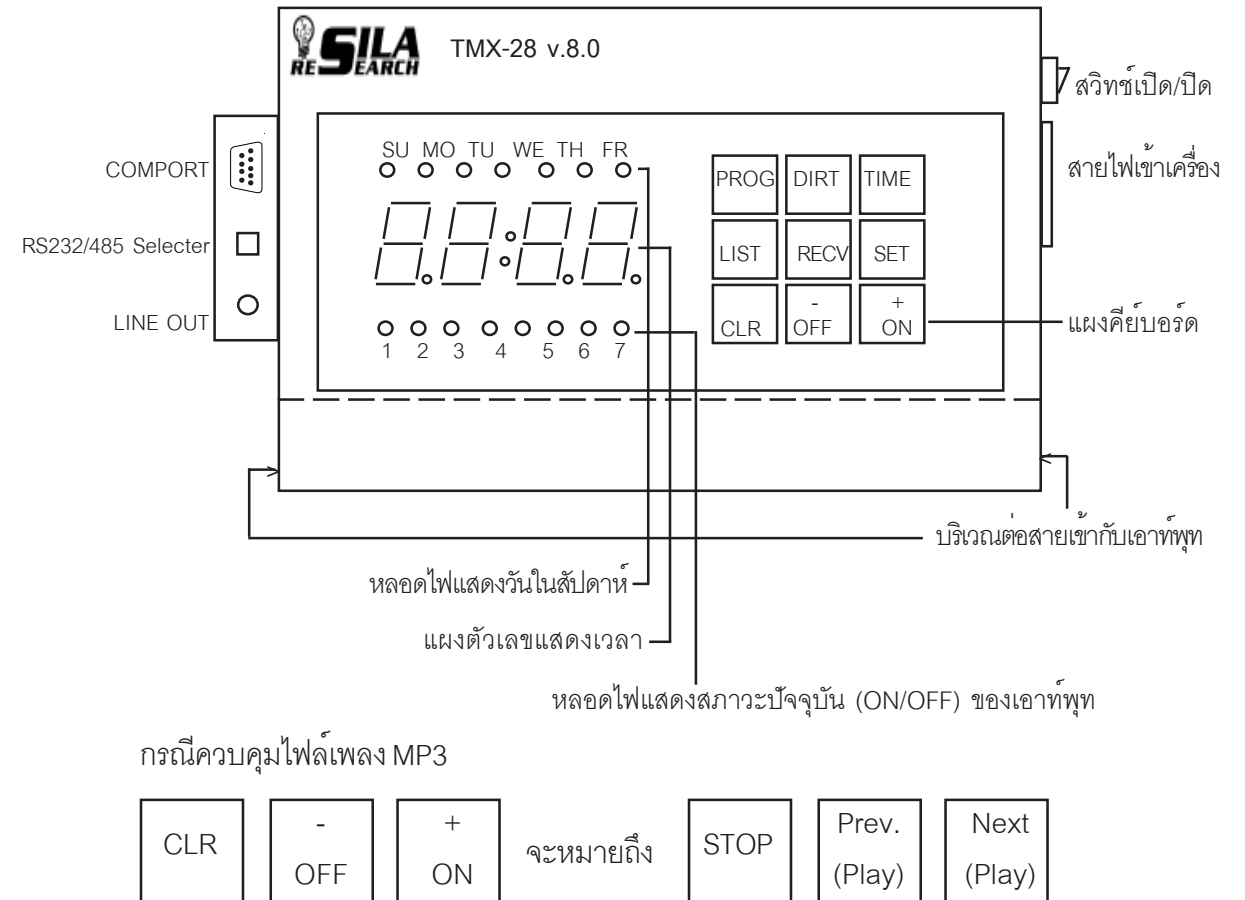 SILA
RESEARCH
TMX-28 v.8.0
สวิทช์เปิด/ปิด
COMPORT
SU MO TU WE TH FR
PROG DIRT TIME
สายไฟเข้าเครื่อง
RS232/485 Selecter
LIST RECV SET
LINE OUT
- +
CLR OFF ON
แผงคีย์บอร์ด
1 2 3 4 5 6 7
บริเวณต่อสายเข้ากับเอาท์พุท
หลอดไฟแสดงวันในสัปดาห์
แผงตัวเลขแสดงเวลา
หลอดไฟแสดงสภาวะปัจจุบัน (ON/OFF) ของเอาท์พุท
กรณีควบคุมไฟล์เพลง MP3
CLR - + จะหมายถึง STOP Prev. Next
OFF ON (Play) (Play)